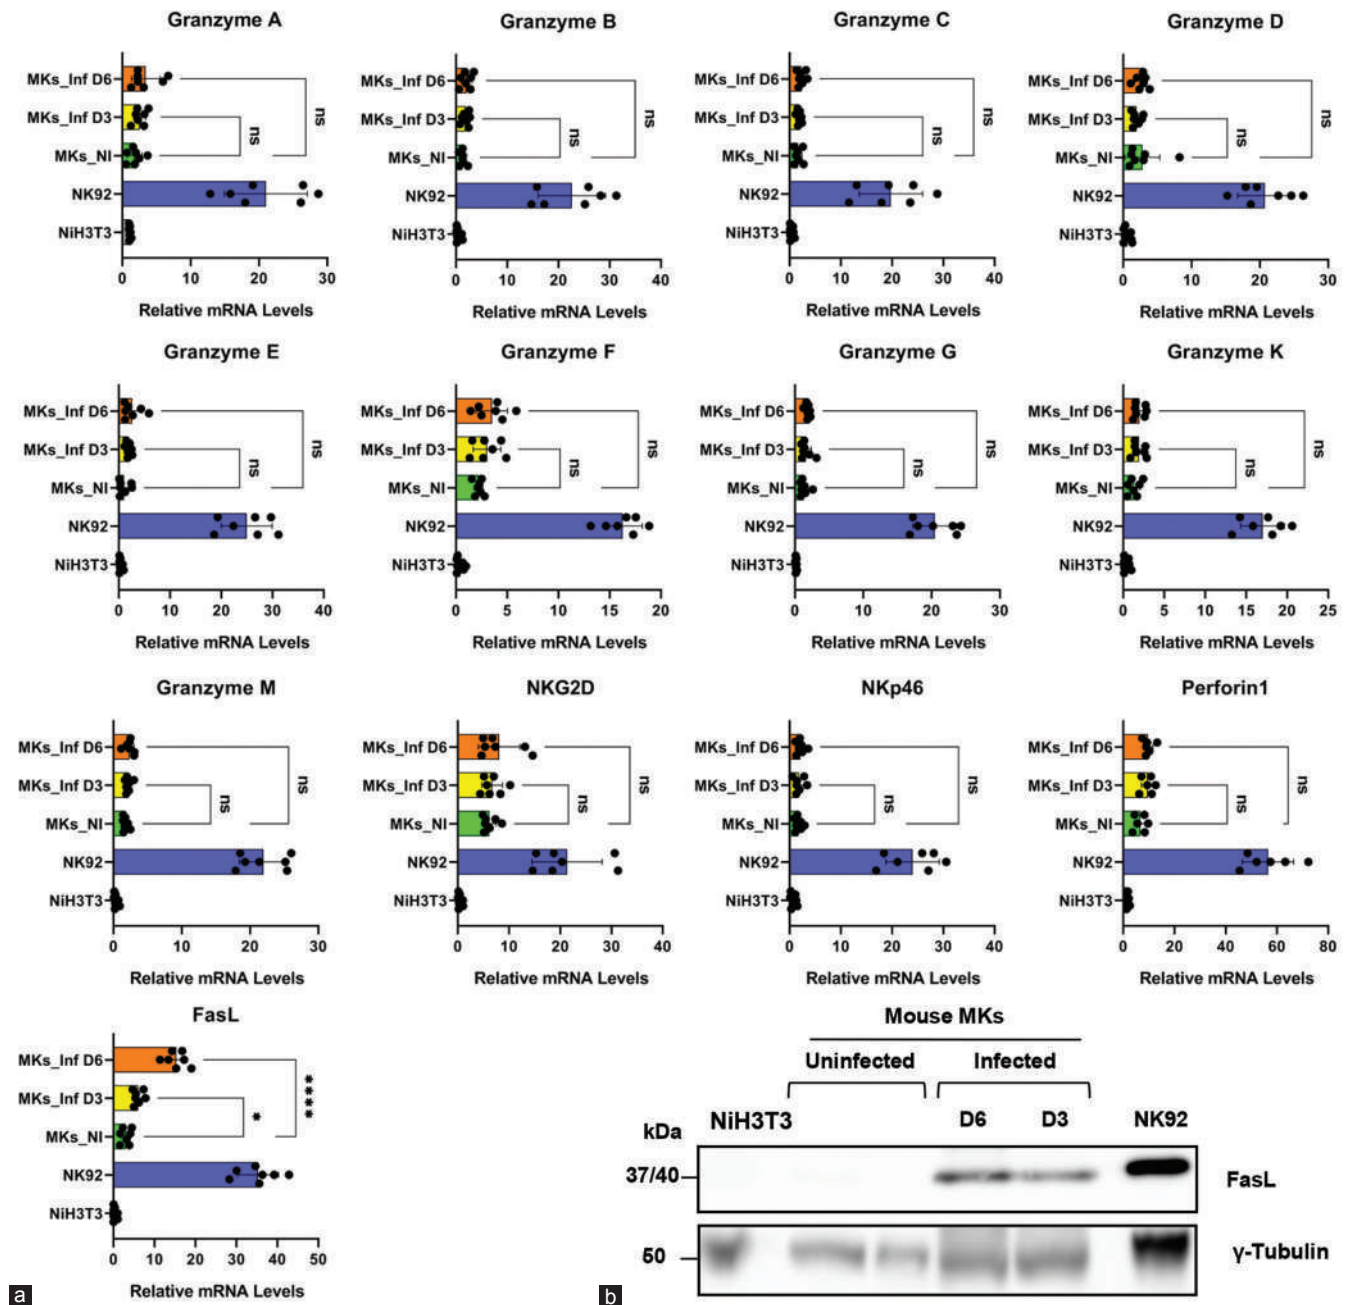 Granzyme A
MKs_Inf D6
MKs_Inf D3
MKs_NI
NK92
NiH3T3
ns
ns
0 10 20 30
Relative mRNA Levels
Granzyme B
MKs_Inf D6
MKs_Inf D3
MKs_NI
NK92
NiH3T3
ns
ns
0 10 20 30 40
Relative mRNA Levels
Granzyme C
MKs_Inf D6
MKs_Inf D3
MKs_NI
NK92
NiH3T3
ns
ns
0 10 20 30 40
Relative mRNA Levels
Granzyme D
MKs_Inf D6
MKs_Inf D3
MKs_NI
NK92
NiH3T3
ns
ns
0 10 20 30
Relative mRNA Levels
Granzyme E
MKs_Inf D6
MKs_Inf D3
MKs_NI
NK92
NiH3T3
ns
ns
0 10 20 30 40
Relative mRNA Levels
Granzyme F
MKs_Inf D6
MKs_Inf D3
MKs_NI
NK92
NiH3T3
ns
ns
0 5 10 15 20
Relative mRNA Levels
Granzyme G
MKs_Inf D6
MKs_Inf D3
MKs_NI
NK92
NiH3T3
ns
ns
0 10 20 30
Relative mRNA Levels
Granzyme K
MKs_Inf D6
MKs_Inf D3
MKs_NI
NK92
NiH3T3
ns
ns
0 5 10 15 20 25
Relative mRNA Levels
Granzyme M
MKs_Inf D6
MKs_Inf D3
MKs_NI
NK92
NiH3T3
ns
ns
0 10 20 30
Relative mRNA Levels
NKG2D
MKs_Inf D6
MKs_Inf D3
MKs_NI
NK92
NiH3T3
ns
ns
0 10 20 30 40
Relative mRNA Levels
NKp46
MKs_Inf D6
MKs_Inf D3
MKs_NI
NK92
NiH3T3
ns
ns
0 10 20 30 40
Relative mRNA Levels
Perforin1
MKs_Inf D6
MKs_Inf D3
MKs_NI
NK92
NiH3T3
ns
ns
0 20 40 60 80
Relative mRNA Levels
FasL
MKs_Inf D6
MKs_Inf D3
MKs_NI
NK92
NiH3T3
*
****
0 10 20 30 40 50
Relative mRNA Levels
a
Mouse MKs
Uninfected Infected
NiH3T3 D6 D3 NK92
kDa
37/40 FasL
50 γ-Tubulin
b